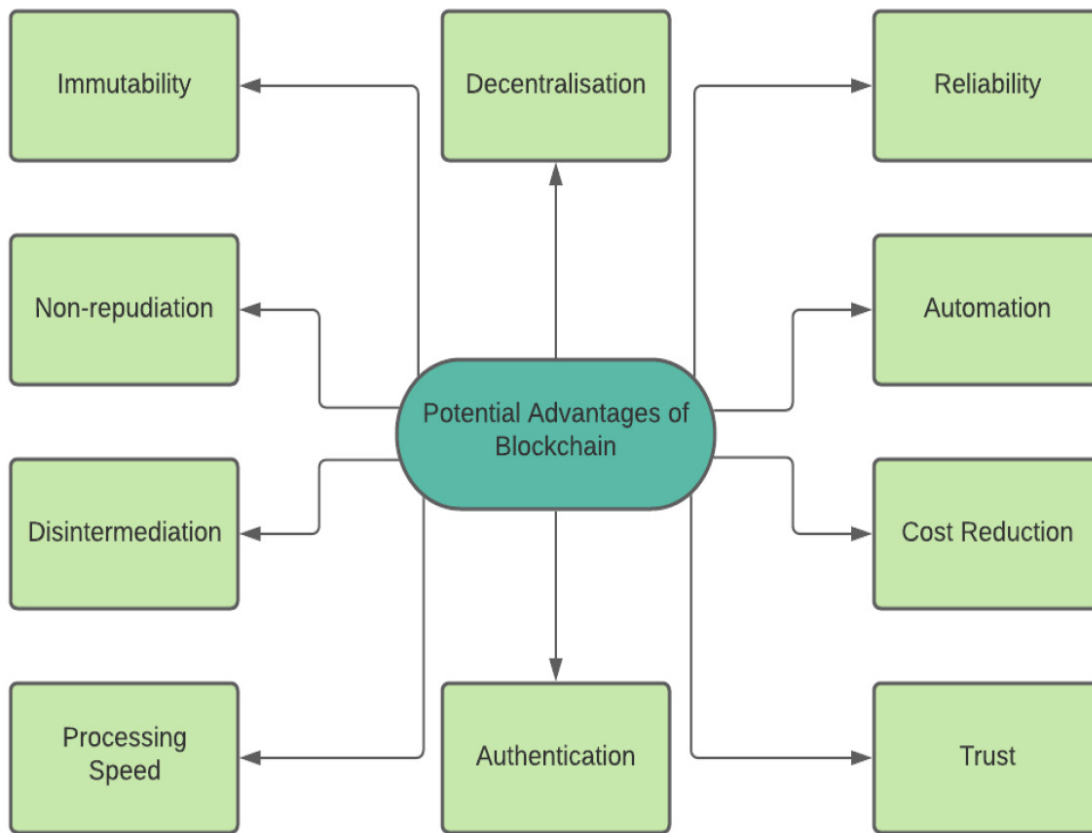 Immutability
Decentralisation
Reliability
Non-repudiation
Automation
Potential Advantages of
Blockchain
Disintermediation
Cost Reduction
Processing
Speed
Authentication
Trust